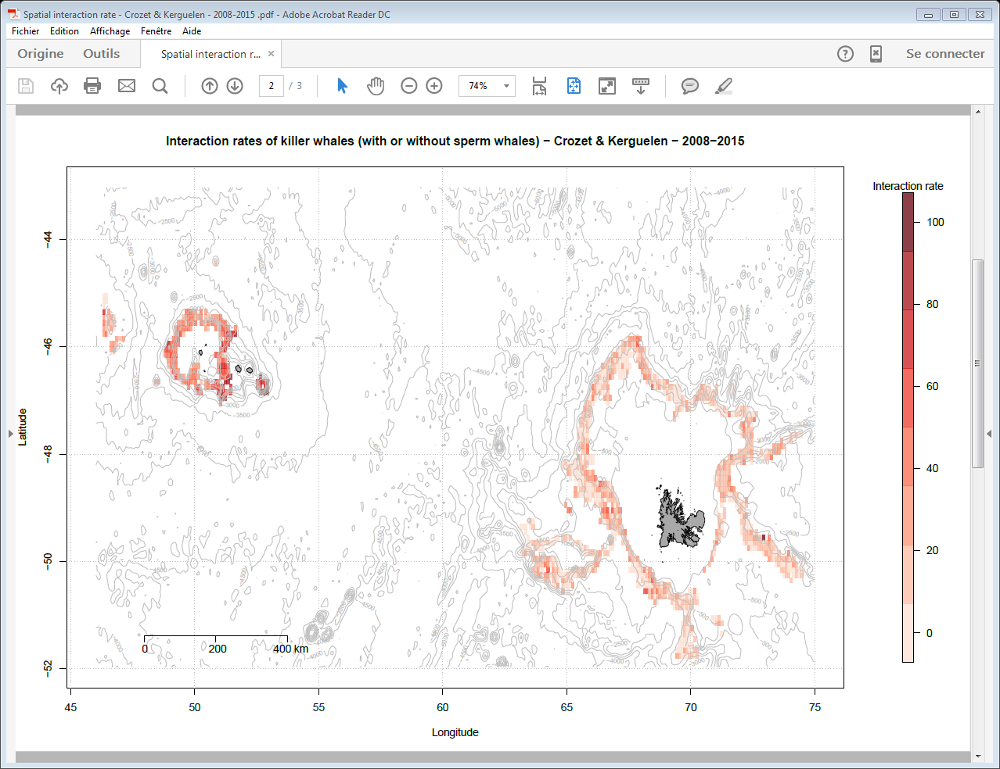 Spatial interaction rate - Crozet & Kerguelen - 2008-2015 .pdf - Adobe Acrobat Reader DC
Fichier Edition Affichage Fenêtre Aide
Origine Outils Spatial interaction r... × Se connecter
2 / 3 74%
Interaction rates of killer whales (with or without sperm whales) − Crozet & Kerguelen − 2008−2015
Interaction rate
100
80
60
40
20
0
Latitude
−44
−46
−48
−50
−52
0 200 400 km
45 50 55 60 65 70 75
Longitude